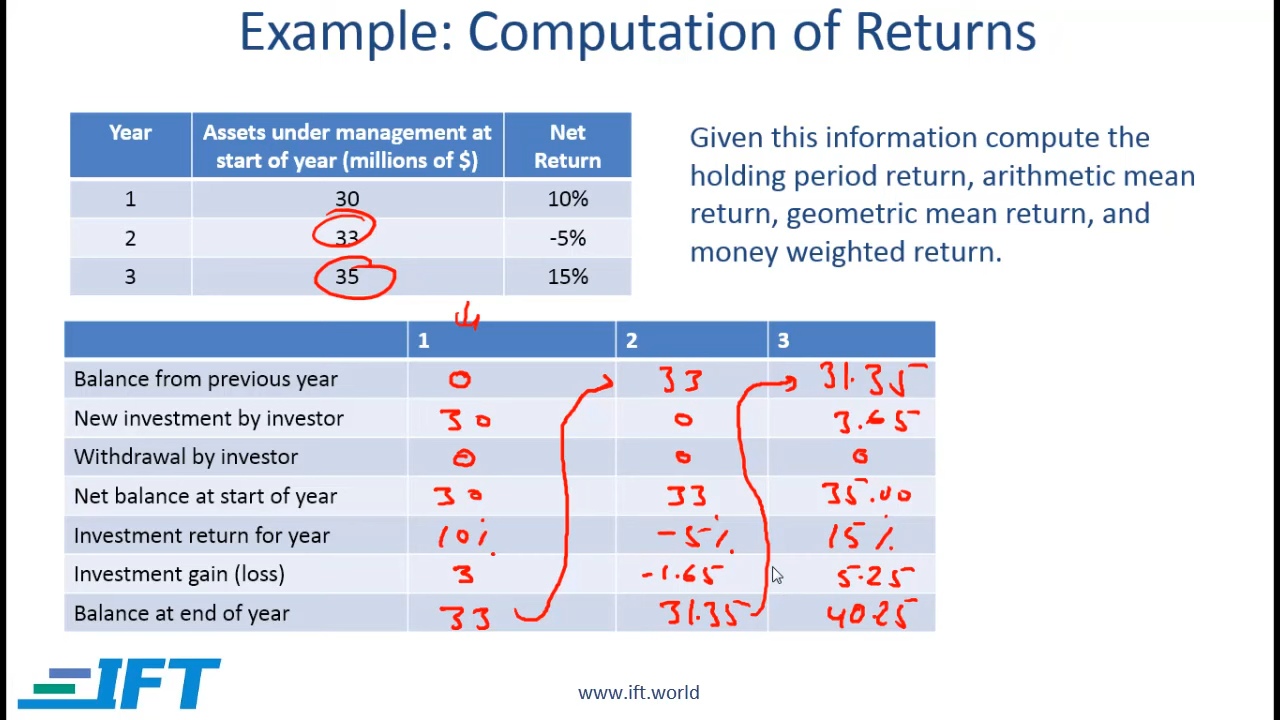 Example: Computation of Returns
Year Assets under management at start of year (millions of $) Net Return
1 30 10%
2 33 -5%
3 35 15%
Given this information compute the
holding period return, arithmetic mean
return, geometric mean return, and
money weighted return.
1 2 3
Balance from previous year 0 33 31.35
New investment by investor 30 0 3.65
Withdrawal by investor 0 0 0
Net balance at start of year 30 33 35.00
Investment return for year 10% -5% 15%
Investment gain (loss) 3 -1.65 5.25
Balance at end of year 33 31.35 40.25
IFT
www.ift.world